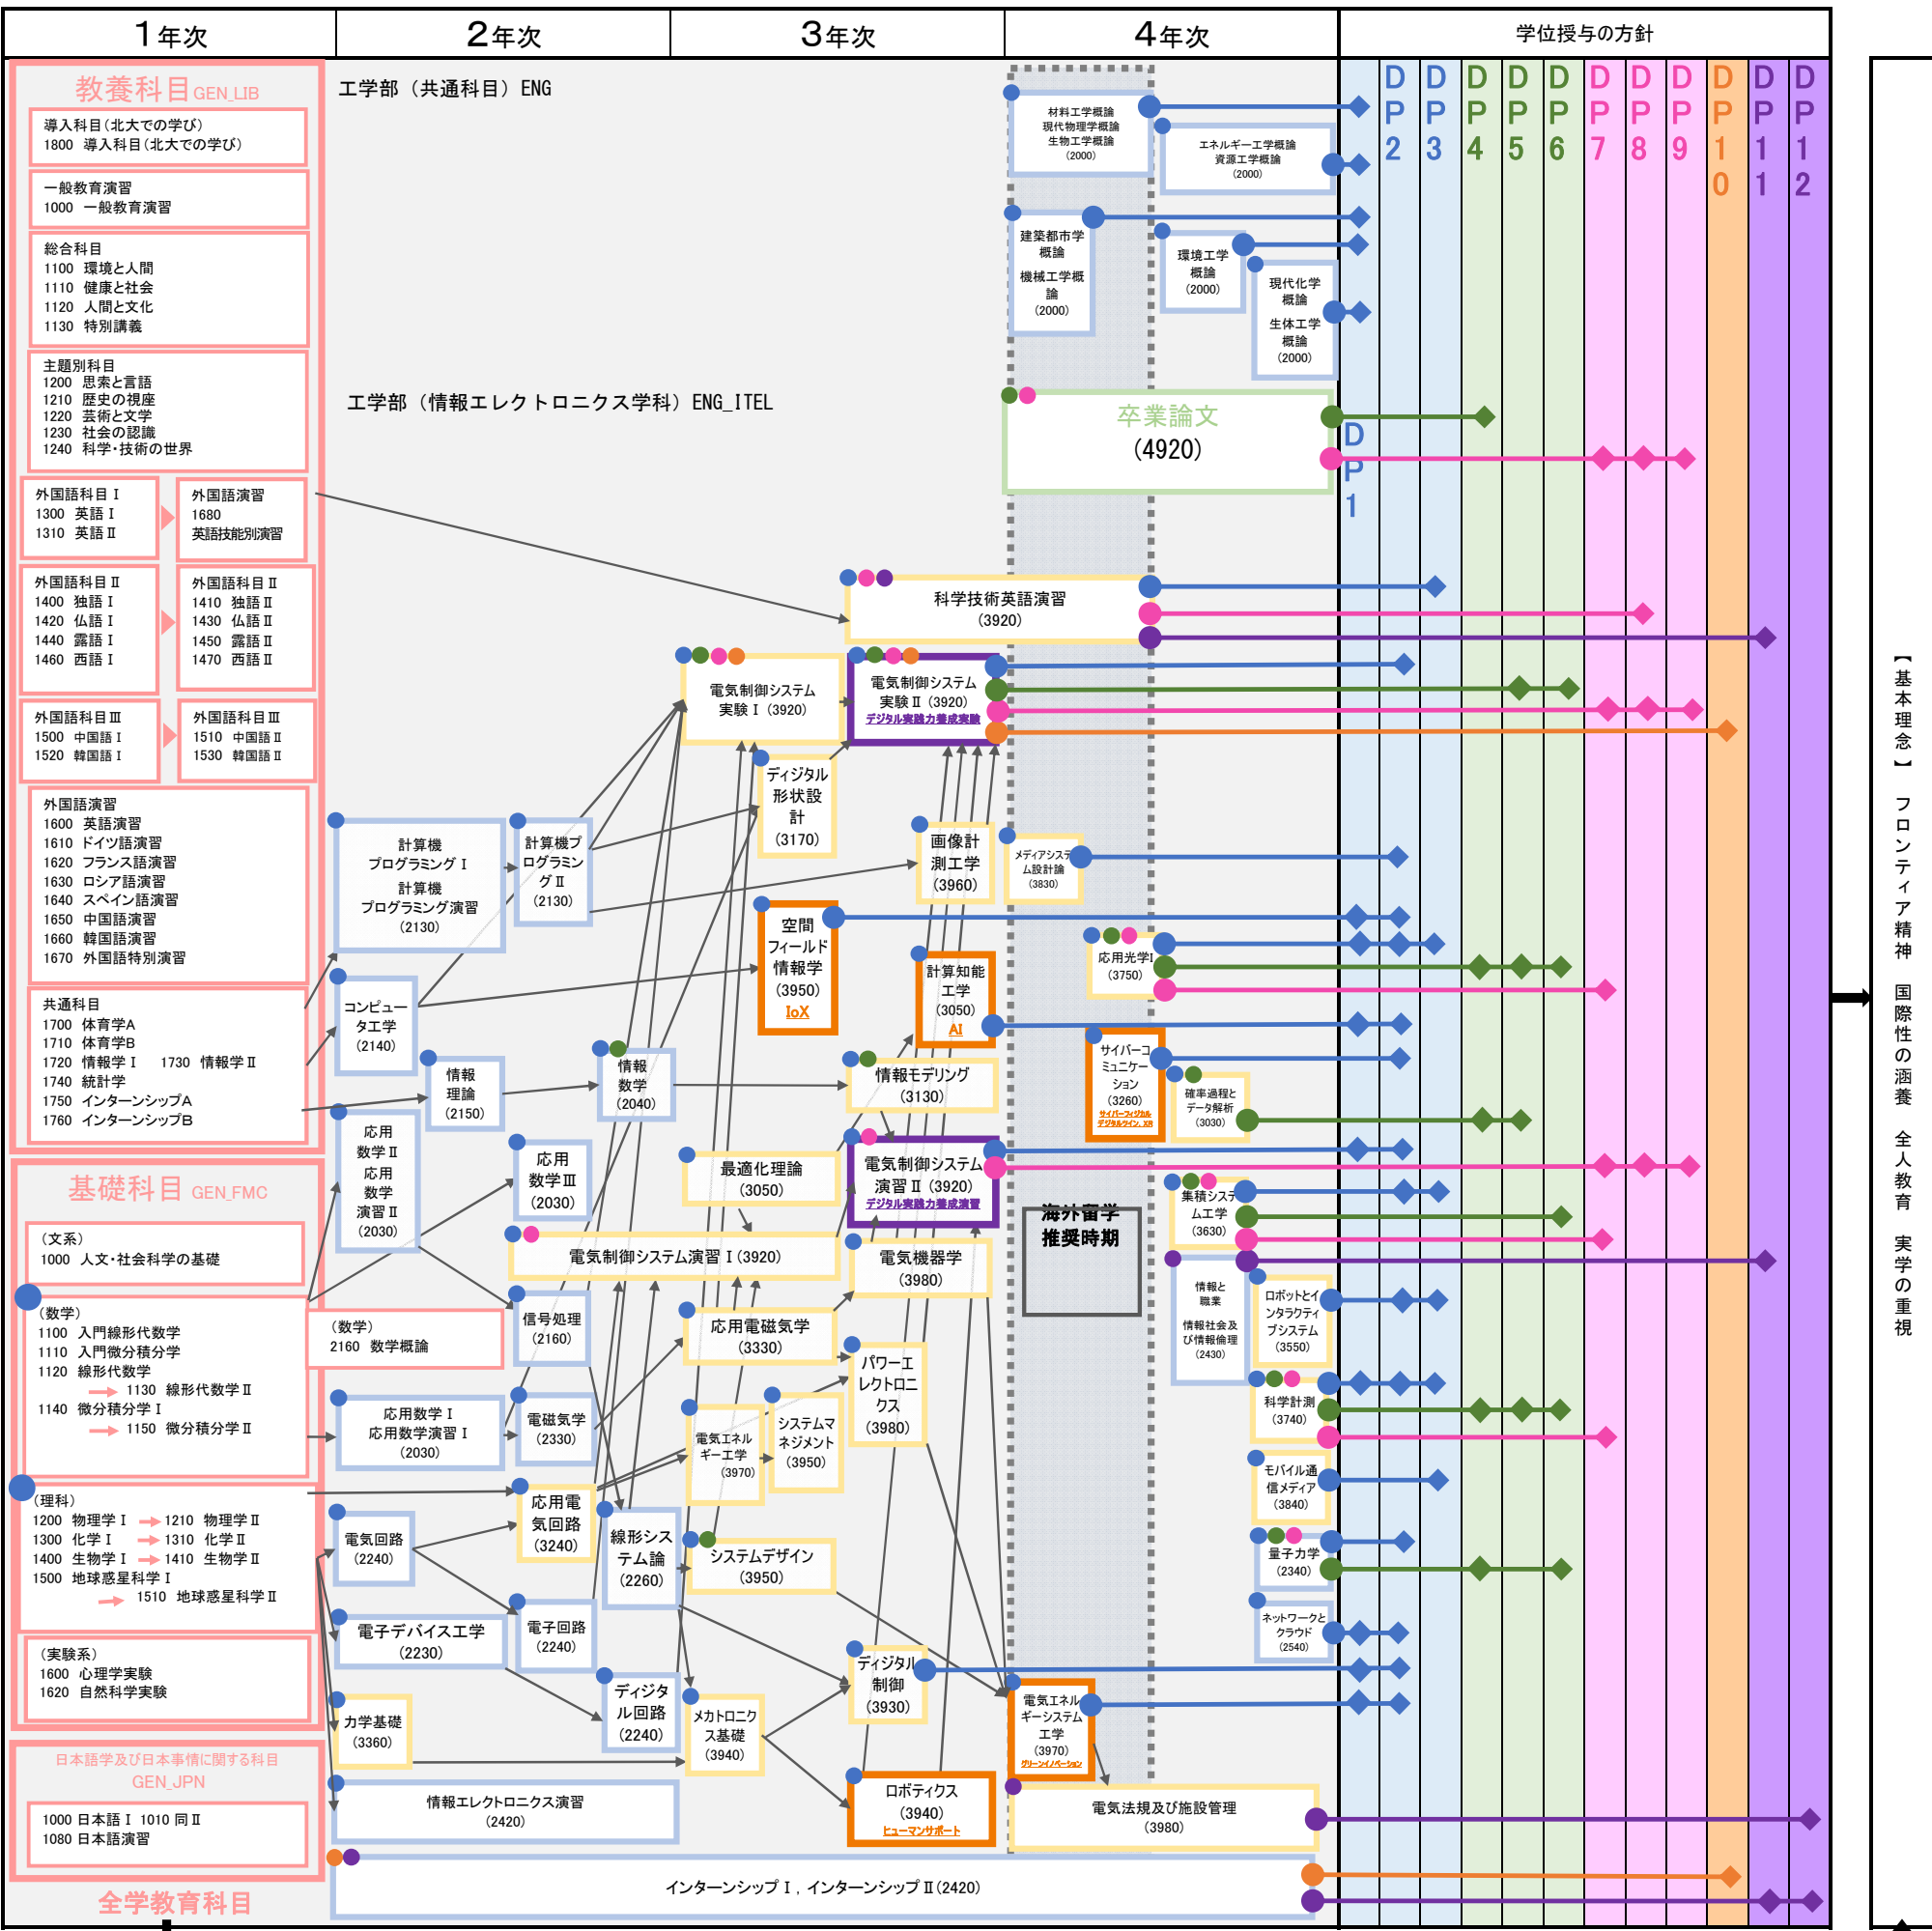 1年次
2年次
3年次
4年次
学位授与の方針
教養科目 GEN_LIB
導入科目(北大での学び)
1800 導入科目(北大での学び)
一般教育演習
1000 一般教育演習
総合科目
1100 環境と人間
1110 健康と社会
1120 人間と文化
1130 特別講義
主題別科目
1200 思索と言語
1210 歴史の視座
1220 芸術と文学
1230 社会の認識
1240 科学・技術の世界
外国語科目Ⅰ
1300 英語Ⅰ
1310 英語Ⅱ
外国語演習
1680
英語技能別演習
外国語科目Ⅱ
1400 独語Ⅰ
1420 仏語Ⅰ
1440 露語Ⅰ
1460 西語Ⅰ
外国語科目Ⅱ
1410 独語Ⅱ
1430 仏語Ⅱ
1450 露語Ⅱ
1470 西語Ⅱ
外国語科目Ⅲ
1500 中国語Ⅰ
1520 韓国語Ⅰ
外国語科目Ⅲ
1510 中国語Ⅱ
1530 韓国語Ⅱ
外国語演習
1600 英語演習
1610 ドイツ語演習
1620 フランス語演習
1630 ロシア語演習
1640 スペイン語演習
1650 中国語演習
1660 韓国語演習
1670 外国語特別演習
共通科目
1700 体育学A
1710 体育学B
1720 情報学Ⅰ 1730 情報学Ⅱ
1740 統計学
1750 インターンシップA
1760 インターンシップB
基礎科目 GEN_FMC
(文系)
1000 人文・社会科学の基礎
(数学)
1100 入門線形代数学
1110 入門微分積分学
1120 線形代数学
1130 線形代数学Ⅱ
1140 微分積分学Ⅰ
1150 微分積分学Ⅱ
(数学)
2160 数学概論
(理科)
1200 物理学Ⅰ 1210 物理学Ⅱ
1300 化学Ⅰ 1310 化学Ⅱ
1400 生物学Ⅰ 1410 生物学Ⅱ
1500 地球惑星科学Ⅰ
1510 地球惑星科学Ⅱ
(実験系)
1600 心理学実験
1620 自然科学実験
日本語学及び日本事情に関する科目
GEN_JPN
1000 日本語Ⅰ 1010 同Ⅱ
1080 日本語演習
全学教育科目
工学部(共通科目)ENG
工学部(情報エレクトロニクス学科)ENG_ITEL
計算機
プログラミングⅠ
計算機
プログラミング演習
(2130)
計算機プ
ログラミン
グⅡ
(2130)
コンピュー
タ工学
(2140)
情報
理論
(2150)
情報
数学
(2040)
応用
数学Ⅱ
応用
数学
演習Ⅱ
(2030)
応用
数学Ⅲ
(2030)
電気制御システム演習Ⅰ(3920)
信号処理
(2160)
応用数学Ⅰ
応用数学演習Ⅰ
(2030)
電磁気学
(2330)
電気回路
(2240)
応用電
気回路
(3240)
線形シス
テム論
(2260)
電子デバイス工学
(2230)
電子回路
(2240)
ディジタ
ル回路
(2240)
力学基礎
(3360)
情報エレクトロニクス演習
(2420)
インターンシップⅠ, インターンシップⅡ(2420)
科学技術英語演習
(3920)
電気制御システム
実験Ⅰ(3920)
電気制御システム
実験Ⅱ(3920)
デジタル実践力養成実験
ディジタル
形状設
計
(3170)
画像計
測工学
(3960)
空間
フィールド
情報学
(3950)
IoX
計算知能
工学
(3050)
AI
情報モデリング
(3130)
最適化理論
(3050)
電気制御システム
演習Ⅱ(3920)
デジタル実践力養成演習
電気機器学
(3980)
応用電磁気学
(3330)
パワーエ
レクトロニ
クス
(3980)
電気エネル
ギー工学
(3970)
システムマ
ネジメント
(3950)
システムデザイン
(3950)
ディジタル
制御
(3930)
メカトロニク
ス基礎
(3940)
ロボティクス
(3940)
ヒューマンサポート
材料工学概論
現代物理学概論
生物工学概論
(2000)
エネルギー工学概論
資源工学概論
(2000)
建築都市学
概論
機械工学概
論
(2000)
環境工学
概論
(2000)
現代化学
概論
生体工学
概論
(2000)
卒業論文
(4920)
メディアシステ
ム設計論
(3830)
応用光学Ⅰ
(3750)
サイバーコ
ミュニケー
ション
(3260)
サイバーフィジカル
デジタルツイン、XR
確率過程と
データ解析
(3030)
海外留学
推奨時期
集積システ
ム工学
(3630)
情報と
職業
情報社会及
び情報倫理
(2430)
ロボットとイ
ンタラクティ
ブシステム
(3550)
科学計測
(3740)
モバイル通
信メディア
(3840)
量子力学
(2340)
ネットワークと
クラウド
(2540)
電気エネル
ギーシステム
工学
(3970)
グリーンイノベーション
電気法規及び施設管理
(3980)
DP1
DP2
DP3
DP4
DP5
DP6
DP7
DP8
DP9
DP10
DP11
DP12
【基本理念】 フロンティア精神 国際性の涵養 全人教育 実学の重視